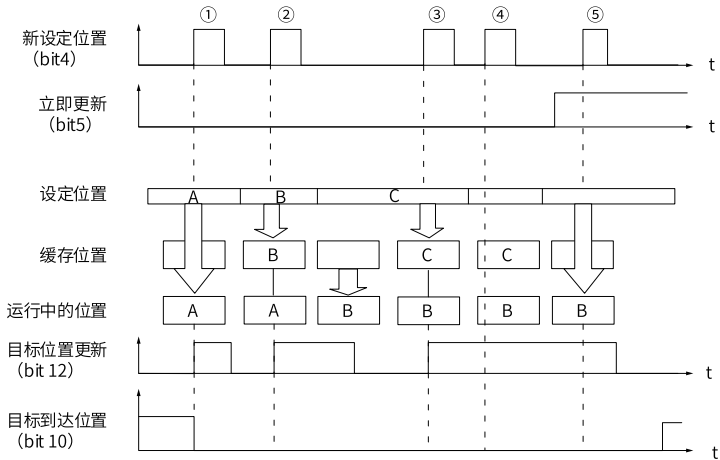 ① ② ③ ④ ⑤
新设定位置
（bit4）
t
立即更新
（bit5）
t
设定位置
A B C
缓存位置
B C C
运行中的位置
A A B B B B
目标位置更新
（bit 12）
t
目标到达位置
（bit 10）
t